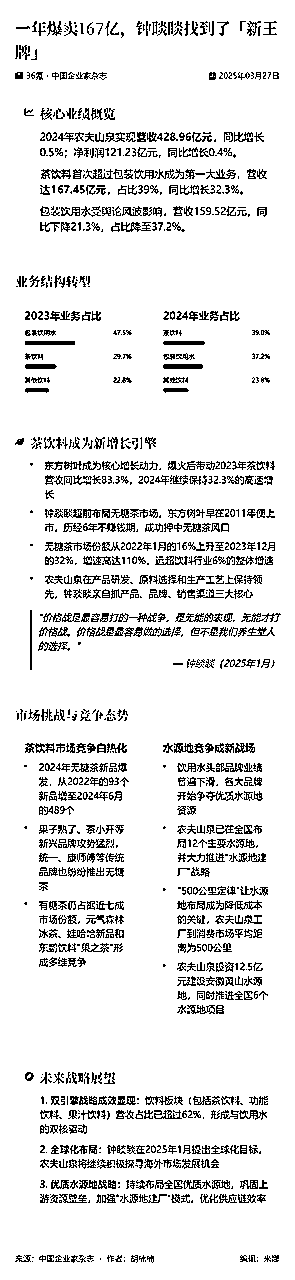 一年爆卖167亿，钟睒睒找到了「新王
牌」
36氪·中国企业家杂志
2025年03月27日
核心业绩概览
2024年农夫山泉实现营收428.96亿元，同比增长
0.5%；净利润121.23亿元，同比增长0.4%。
茶饮料首次超过包装饮用水成为第一大业务，营收
达167.45亿元，占比39%，同比增长32.3%。
包装饮用水受舆论风波影响，营收159.52亿元，同
比下降21.3%，占比降至37.2%。
业务结构转型
2023年业务占比
包装饮用水 47.5%
茶饮料 29.7%
其他饮料 22.8%
2024年业务占比
茶饮料 39.0%
包装饮用水 37.2%
其他饮料 23.8%
茶饮料成为新增长引擎
• 东方树叶成为核心增长动力，爆火后带动2023年茶饮料
营收同比增长83.3%，2024年继续保持32.3%的高速增
长
• 钟睒睒超前布局无糖茶市场，东方树叶早在2011年便上
市，历经6年不赚钱期，成功押中无糖茶风口
• 无糖茶市场份额从2022年1月的16%上升至2023年12月
的32%，增速高达110%，远超饮料行业6%的整体增速
• 农夫山泉在产品研发、原料选择和生产工艺上保持领
先，钟睒睒亲自抓产品、品牌、销售渠道三大核心
"价格战是最容易打的一种战争，是无能的表现，无能才打
价格战。价格战是最容易做的选择，但不是我们养生堂人
的选择。"
— 钟睒睒（2025年1月）
市场挑战与竞争态势
茶饮料市场竞争白热化
• 2024年无糖茶新品爆
发，从2022年的93个
新品增至2024年6月
的489个
• 果子熟了、茶小开等
新兴品牌攻势猛烈，
统一、康师傅等传统
品牌也纷纷推出无糖
茶
• 有糖茶仍占据近七成
市场份额，元气森林
冰茶、娃哈哈新品和
东鹏饮料"果之茶"形
成多维竞争
水源地竞争成新战场
• 饮用水头部品牌业绩
普遍下滑，各大品牌
开始争夺优质水源地
资源
• 农夫山泉已在全国布
局12个主要水源地，
并大力推进"水源地建
厂"战略
• "500公里定律"让水源
地布局成为降低成本
的关键，农夫山泉工
厂到消费市场平均距
离为500公里
• 农夫山泉投资12.5亿
元建设安徽黄山水源
地，同时推进全国6个
水源地项目
未来战略展望
1. 双引擎战略成效显现：饮料板块（包括茶饮料、功能
饮料、果汁饮料）营收占比已超过62%，形成与饮用水
的双核驱动
2. 全球化布局：钟睒睒在2025年1月提出全球化目标，
农夫山泉将继续积极探寻海外市场发展机会
3. 优质水源地战略：持续布局全国优质水源地，巩固上
游资源壁垒，加强"水源地建厂"模式，优化供应链效率
来源：中国企业家杂志 · 作者：胡楠楠
编辑：米娜